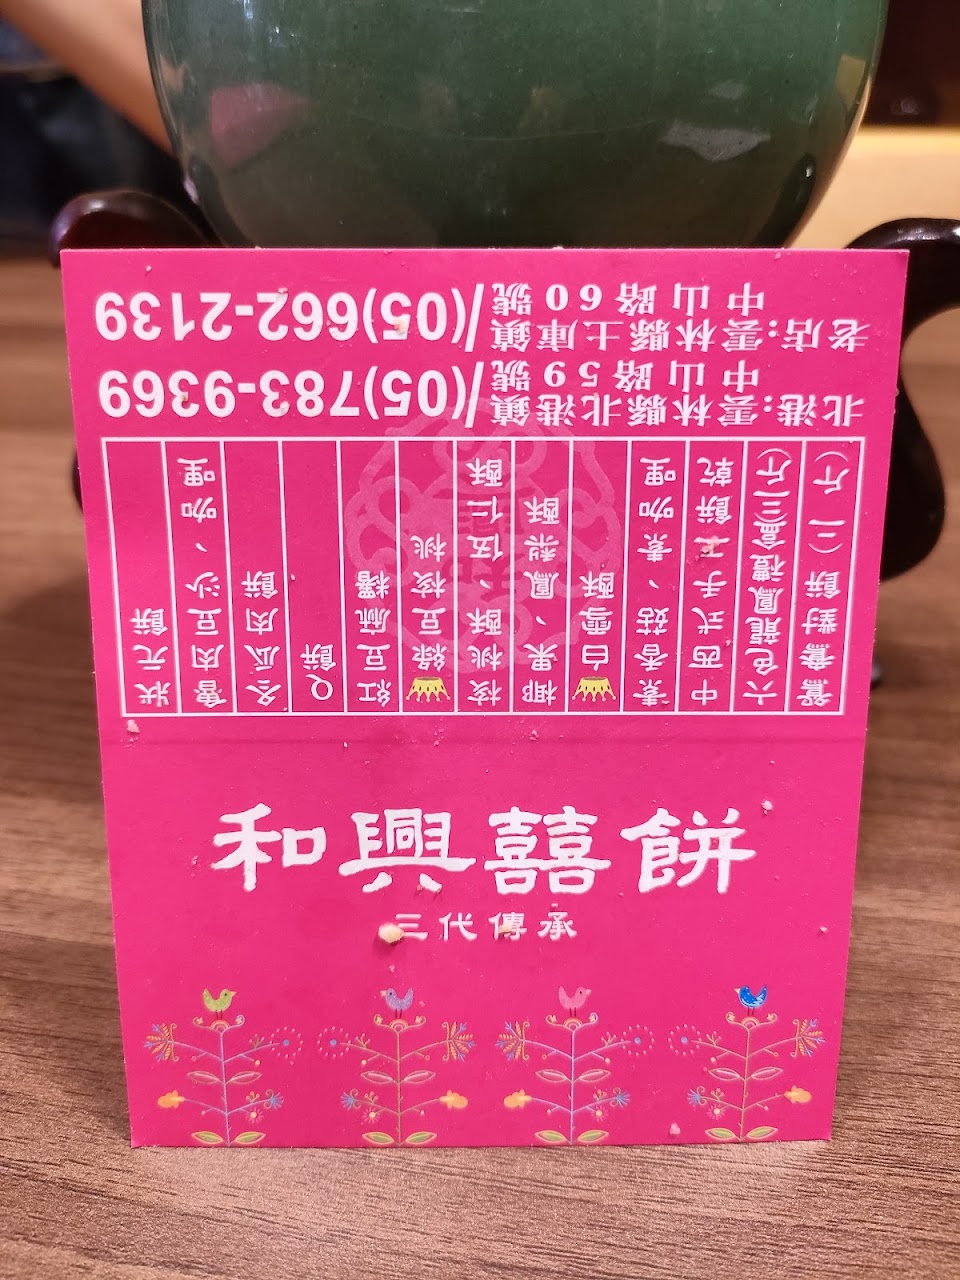 和興囍餅
三代傳承
狀元餅
魯肉豆沙、咖哩
冬瓜肉餅
Q餅
紅豆麻糬
綠豆核桃
核桃酥、伍仁酥
椰果、鳳梨酥
白雪酥
素香菇、素咖哩
中西式手工餅乾
六色龍鳳禮盒(三斤)
鴛鴦對餅(二斤)
北港:雲林縣北港鎮中山路59號/(05)783-9369
老店:雲林縣土庫鎮中山路60號/(05)662-2139